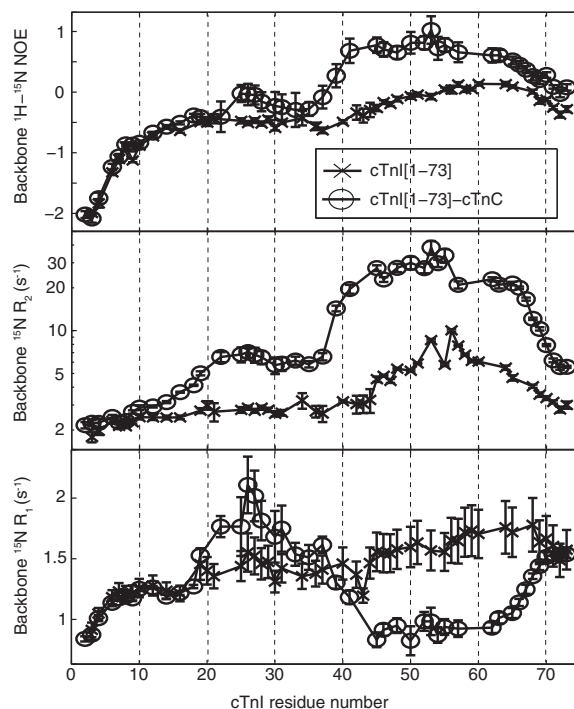 1
0
−1
−2
Backbone ¹H−¹⁵N NOE
cTnI[1−73]
cTnI[1−73]−cTnC
30
20
10
5
2
Backbone ¹⁵N R₂ (s⁻¹)
2
1.5
1
Backbone ¹⁵N R₁ (s⁻¹)
0 10 20 30 40 50 60 70
cTnI residue number